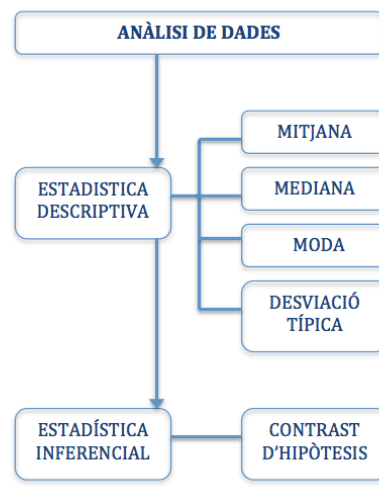 ANÀLISI DE DADES
MITJANA
ESTADISTICA
DESCRIPTIVA
MEDIANA
MODA
DESVIACIÓ
TÍPICA
ESTADÍSTICA
INFERENCIAL
CONTRAST
D'HIPÒTESIS